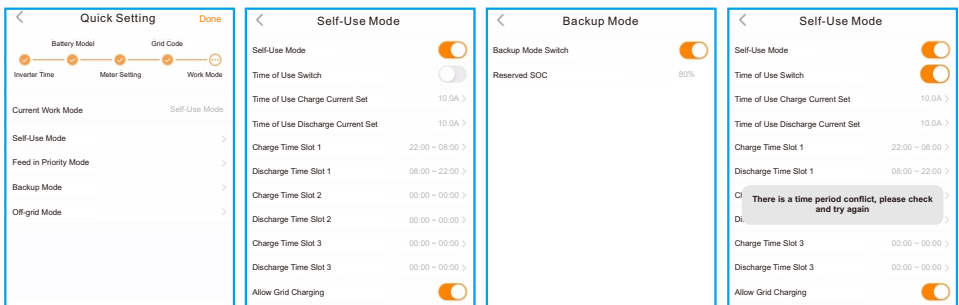 Quick Setting
Done
Battery Model
Grid Code
Inverter Time
Meter Setting
Work Mode
Current Work Mode
Self-Use Mode
Self-Use Mode
Feed in Priority Mode
Backup Mode
Off-grid Mode
Self-Use Mode
Self-Use Mode
Time of Use Switch
Time of Use Charge Current Set 10.0A
Time of Use Discharge Current Set 10.0A
Charge Time Slot 1 22:00 ~ 08:00
Discharge Time Slot 1 08:00 ~ 22:00
Charge Time Slot 2 00:00 ~ 00:00
Discharge Time Slot 2 00:00 ~ 00:00
Charge Time Slot 3 00:00 ~ 00:00
Discharge Time Slot 3 00:00 ~ 00:00
Allow Grid Charging
Backup Mode
Backup Mode Switch
Reserved SOC 80%
Self-Use Mode
Self-Use Mode
Time of Use Switch
Time of Use Charge Current Set 10.0A
Time of Use Discharge Current Set 10.0A
Charge Time Slot 1 22:00 ~ 08:00
Discharge Time Slot 1 08:00 ~ 22:00
There is a time period conflict, please check
and try again
Charge Time Slot 3 00:00 ~ 00:00
Discharge Time Slot 3 00:00 ~ 00:00
Allow Grid Charging